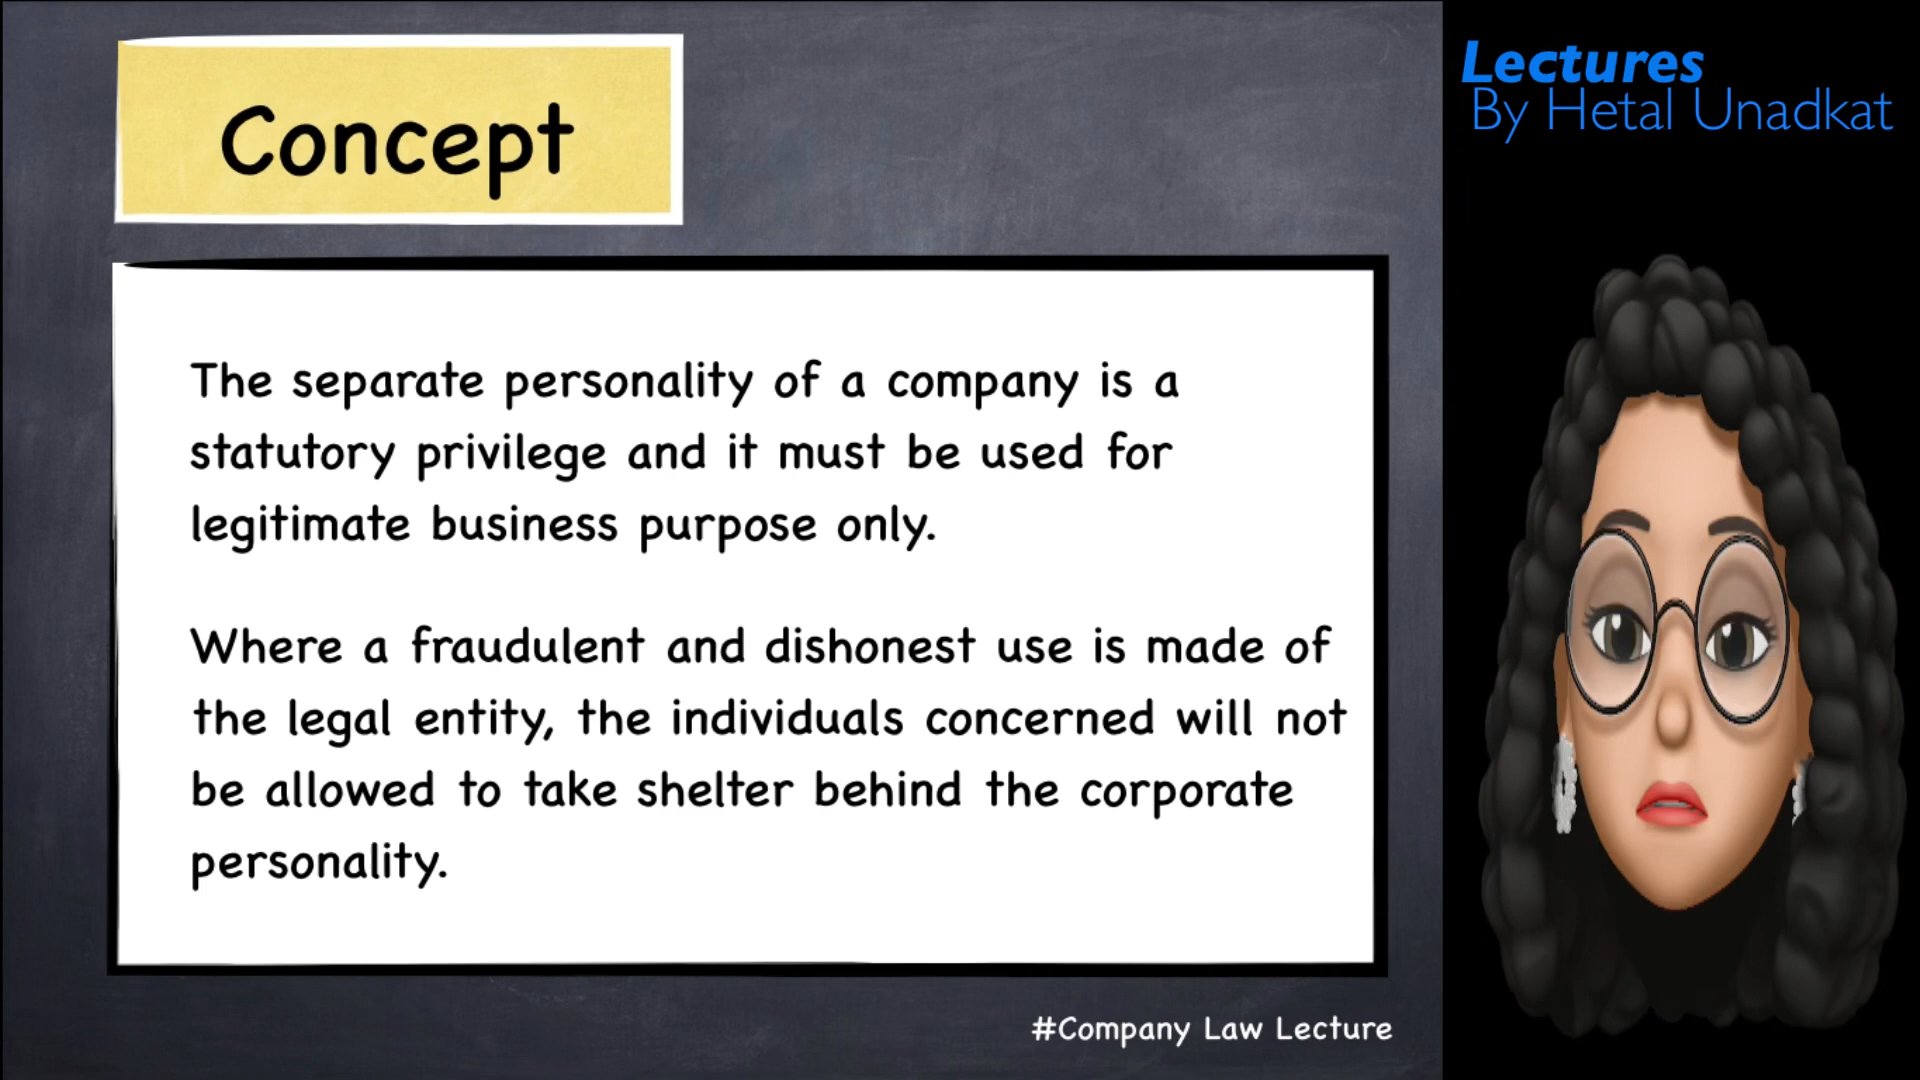 Concept
The separate personality of a company is a
statutory privilege and it must be used for
legitimate business purpose only.
Where a fraudulent and dishonest use is made of
the legal entity, the individuals concerned will not
be allowed to take shelter behind the corporate
personality.
#Company Law Lecture
Lectures
By Hetal Unadkat